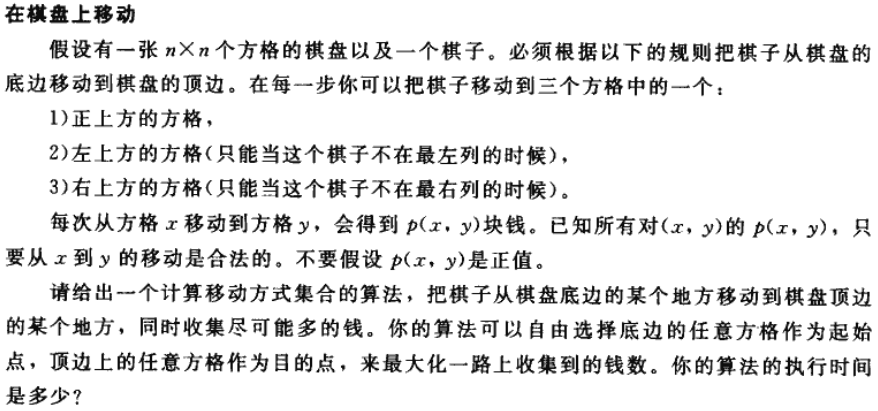 在棋盘上移动
假设有一张 n×n 个方格的棋盘以及一个棋子。必须根据以下的规则把棋子从棋盘的
底边移动到棋盘的顶边。在每一步你可以把棋子移动到三个方格中的一个：
1)正上方的方格，
2)左上方的方格(只能当这个棋子不在最左列的时候)，
3)右上方的方格(只能当这个棋子不在最右列的时候)。
每次从方格 x 移动到方格 y，会得到 p(x, y)块钱。已知所有对(x, y)的 p(x, y)，只
要从 x 到 y 的移动是合法的。不要假设 p(x, y)是正值。
请给出一个计算移动方式集合的算法，把棋子从棋盘底边的某个地方移动到棋盘顶边
的某个地方，同时收集尽可能多的钱。你的算法可以自由选择底边的任意方格作为起始
点，顶边上的任意方格作为目的点，来最大化一路上收集到的钱数。你的算法的执行时间
是多少?